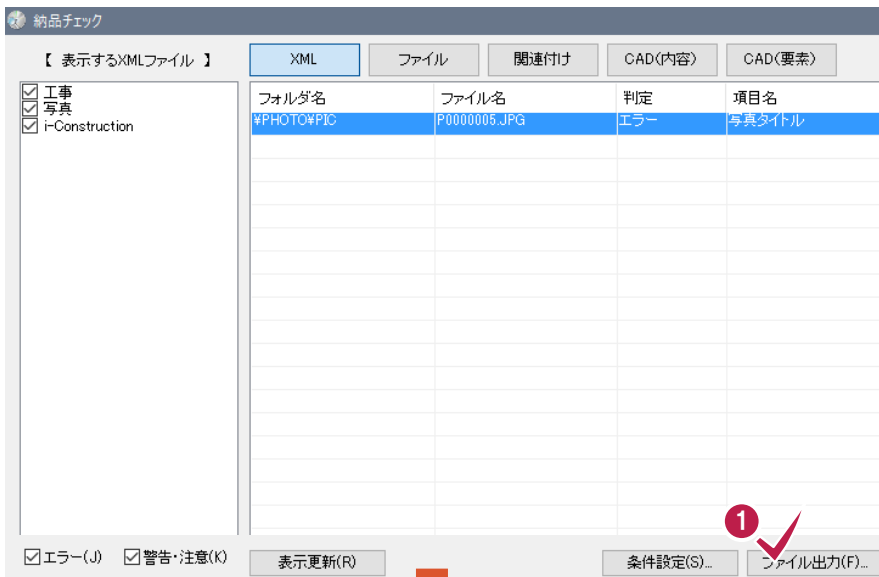 納品チェック
【 表示するXMLファイル 】
XML ファイル 関連付け CAD(内容) CAD(要素)
工事
写真
i-Construction
フォルダ名 ファイル名 判定 項目名
¥PHOTO¥PIC P0000005.JPG エラー 写真タイトル
1
エラー(J) 警告・注意(K) 表示更新(R) 条件設定(S)... ファイル出力(F)...